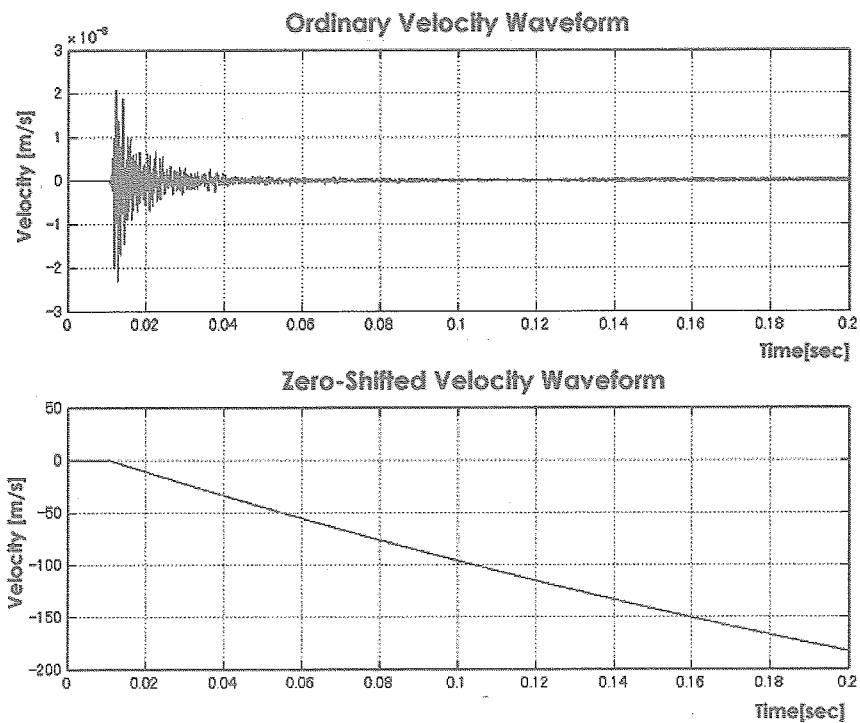 Ordinary Velocity Waveform
× 10⁻³
3
2
1
0
-1
-2
-3
Velocity [m/s]
0 0.02 0.04 0.06 0.08 0.1 0.12 0.14 0.16 0.18 0.2
Time[sec]
Zero-Shifted Velocity Waveform
50
0
-50
-100
-150
-200
Velocity [m/s]
0 0.02 0.04 0.06 0.08 0.1 0.12 0.14 0.16 0.18 0.2
Time[sec]